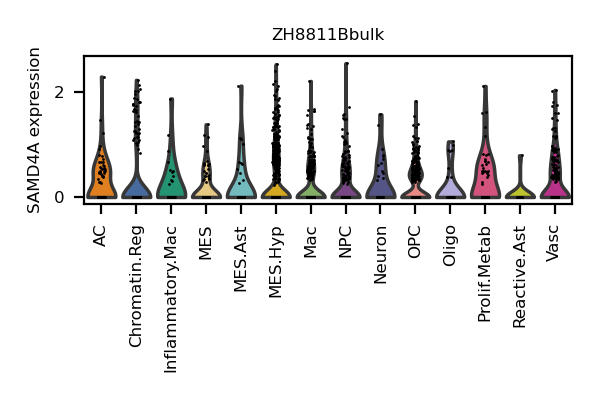 ZH8811Bbulk
SAMD4A expression
2
0
AC
Chromatin.Reg
Inflammatory.Mac
MES
MES.Ast
MES.Hyp
Mac
NPC
Neuron
OPC
Oligo
Prolif.Metab
Reactive.Ast
Vasc